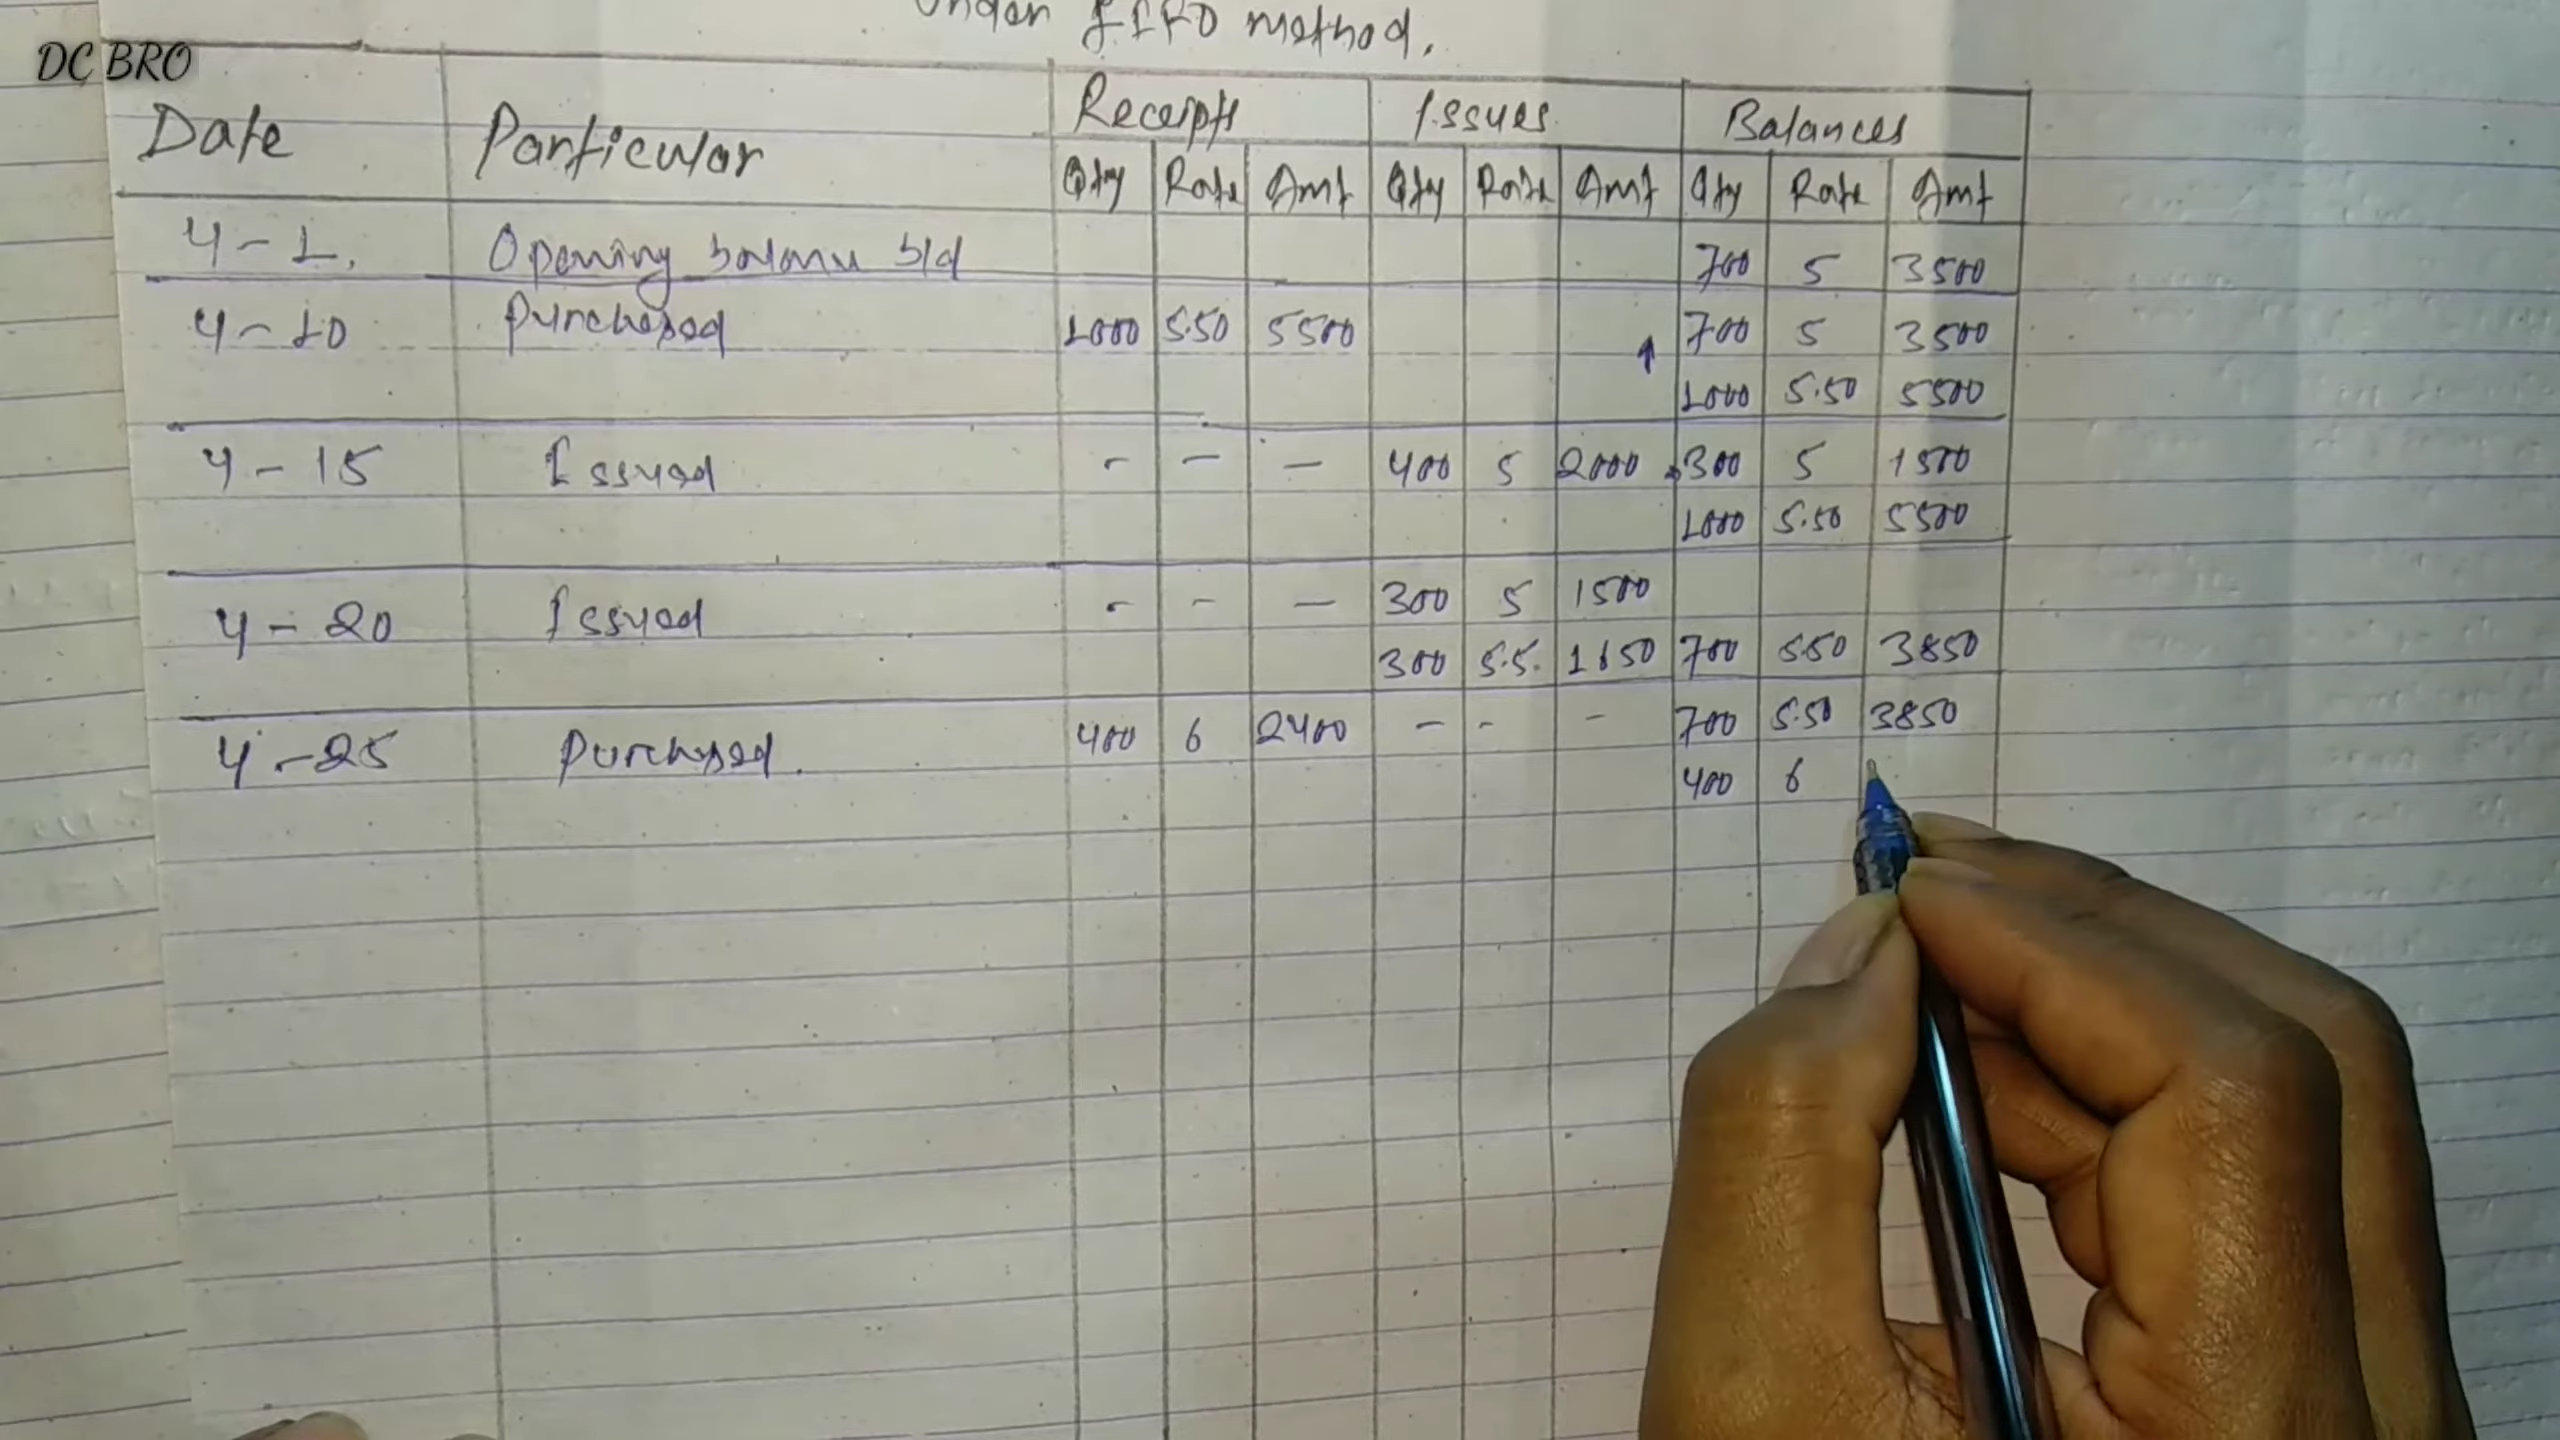 under FIFO method.
DC BRO
Date Particular Receipts Issues Balances
Qty Rate Amt Qty Rate Amt Qty Rate Amt
4-1. Opening balance b/d 700 5 3500
4-10 Purchased 1000 5.50 5500 700 5 3500
1000 5.50 5500
4-15 Issued - - - 400 5 2000 300 5 1500
1000 5.50 5500
4-20 Issued - - - 300 5 1500
300 5.5. 1650 700 5.50 3850
4-25 Purchased. 400 6 2400 - - - 700 5.50 3850
400 6